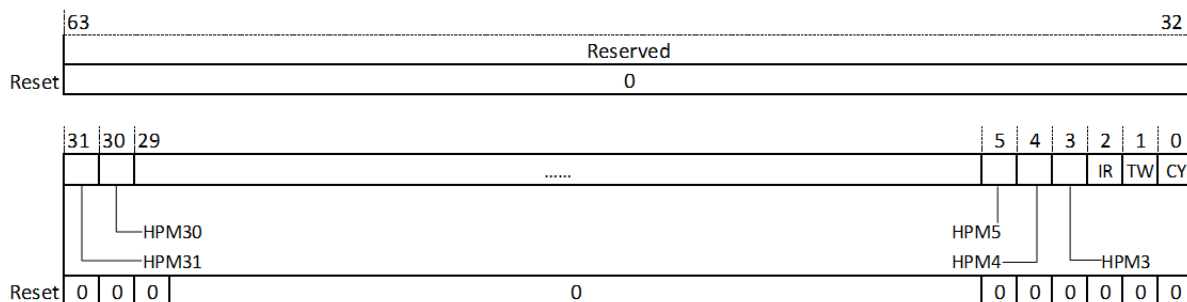 63 32
Reserved
Reset 0
31 30 29 5 4 3 2 1 0
...... IR TW CY
HPM30 HPM5
HPM31 HPM4 HPM3
Reset 0 0 0 0 0 0 0 0 0 0